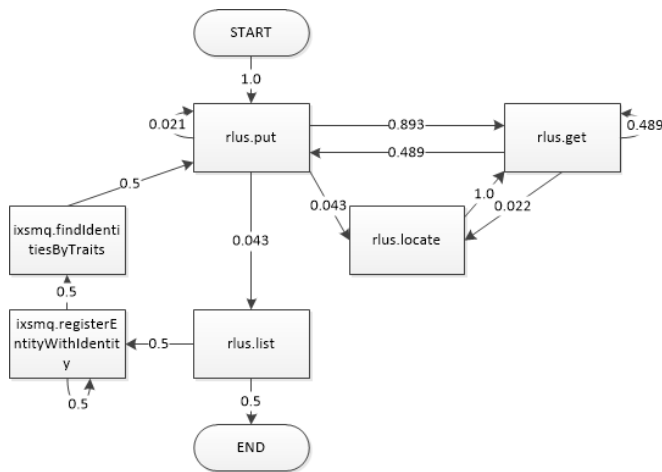 START
1.0
0.021
rlus.put
0.893
0.489
rlus.get
0.489
0.5
0.043
1.0
0.022
ixsmq.findIdenti
tiesByTraits
0.043
rlus.locate
0.5
ixsmq.registerE
ntityWithIdentit
y
0.5
rlus.list
0.5
0.5
END